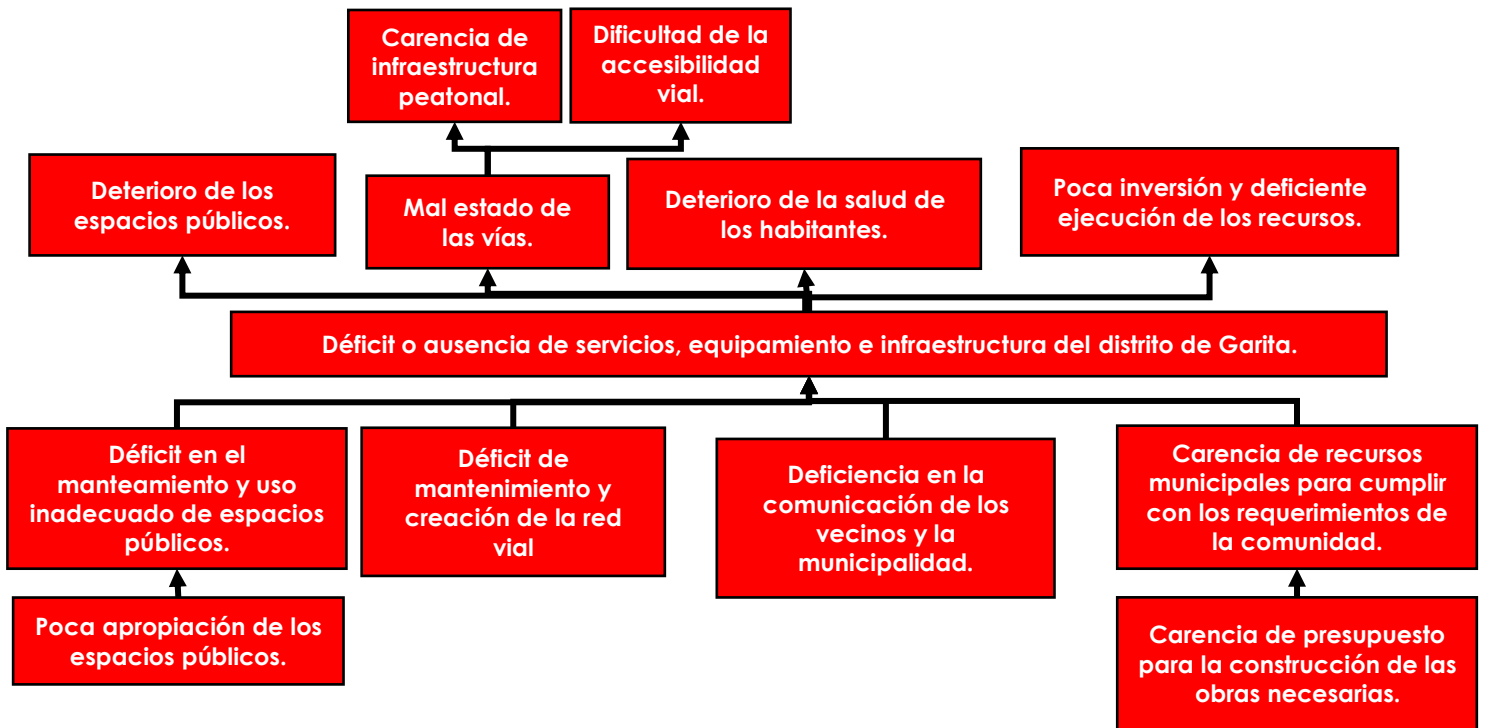 Carencia de
infraestructura
peatonal.
Dificultad de la
accesibilidad
vial.
Deterioro de los
espacios públicos.
Mal estado de
las vías.
Deterioro de la salud de
los habitantes.
Poca inversión y deficiente
ejecución de los recursos.
Déficit o ausencia de servicios, equipamiento e infraestructura del distrito de Garita.
Déficit en el
manteamiento y uso
inadecuado de espacios
públicos.
Déficit de
mantenimiento y
creación de la red
vial
Deficiencia en la
comunicación de los
vecinos y la
municipalidad.
Carencia de recursos
municipales para cumplir
con los requerimientos de
la comunidad.
Poca apropiación de los
espacios públicos.
Carencia de presupuesto
para la construcción de las
obras necesarias.